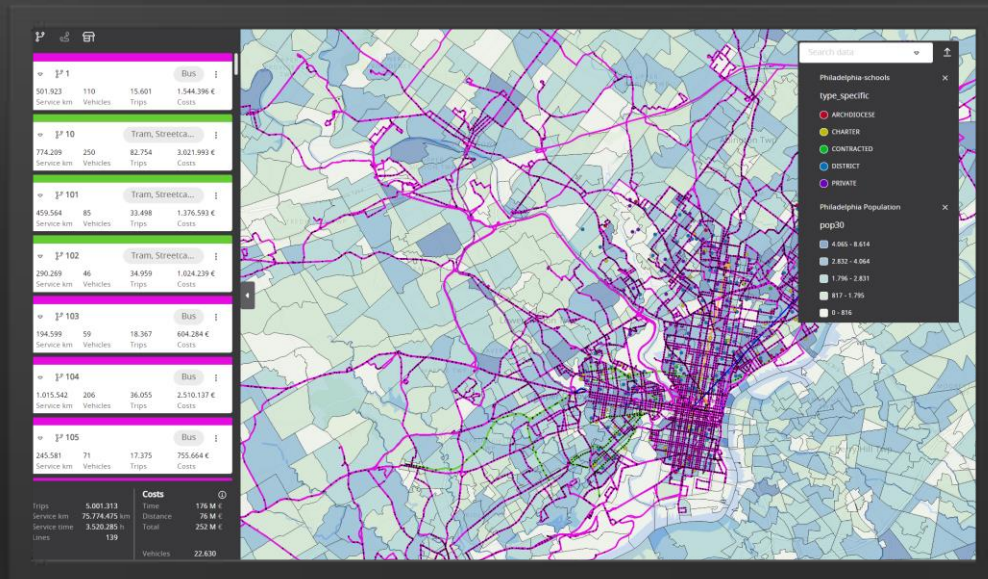 1
Bus
501.923 110 15.601 1.544.396 €
Service km Vehicles Trips Costs
10
Tram, Streetca...
774.209 250 82.754 3.021.993 €
Service km Vehicles Trips Costs
101
Tram, Streetca...
459.564 85 33.498 1.376.593 €
Service km Vehicles Trips Costs
102
Tram, Streetca...
290.269 46 34.959 1.024.239 €
Service km Vehicles Trips Costs
103
Bus
194.599 59 18.367 604.284 €
Service km Vehicles Trips Costs
104
Bus
1.015.542 206 36.055 2.510.137 €
Service km Vehicles Trips Costs
105
Bus
245.581 71 17.375 755.664 €
Service km Vehicles Trips Costs
Trips 5.001.313
Service km 75.774.475 km
Service time 3.520.285 h
Lines 139
Costs
Time 176 M €
Distance 76 M €
Total 252 M €
Vehicles 22.630
Search data
Philadelphia-schools
type_specific
ARCHDIOCESE
CHARTER
CONTRACTED
DISTRICT
PRIVATE
Philadelphia Population
pop30
4.065 - 8.614
2.832 - 4.064
1.796 - 2.831
817 - 1.795
0 - 816